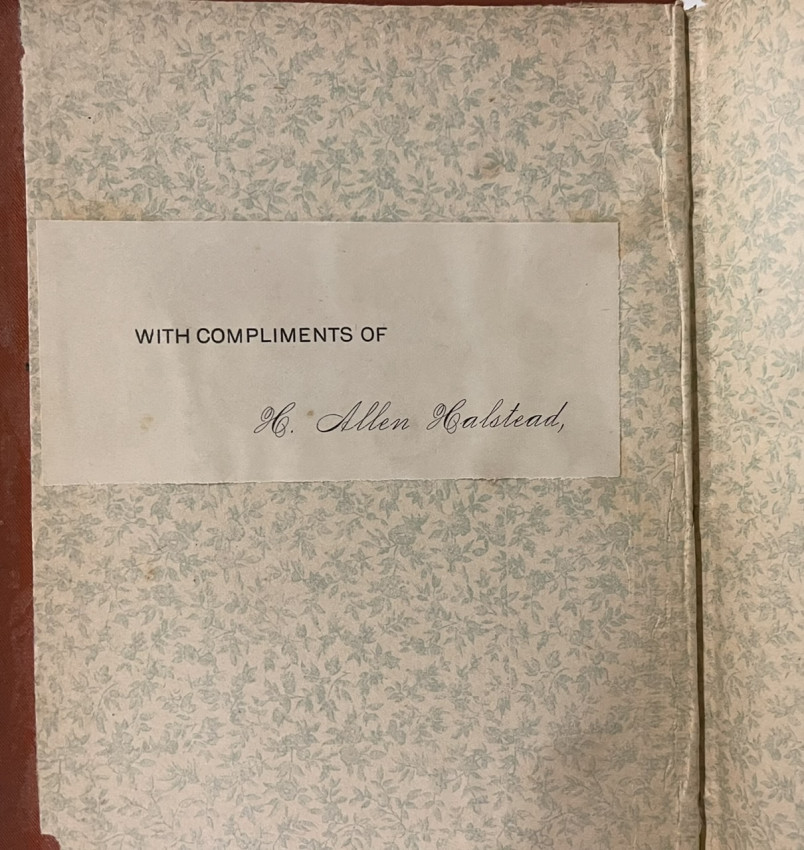 WITH COMPLIMENTS OF
H. Allen Halstead,